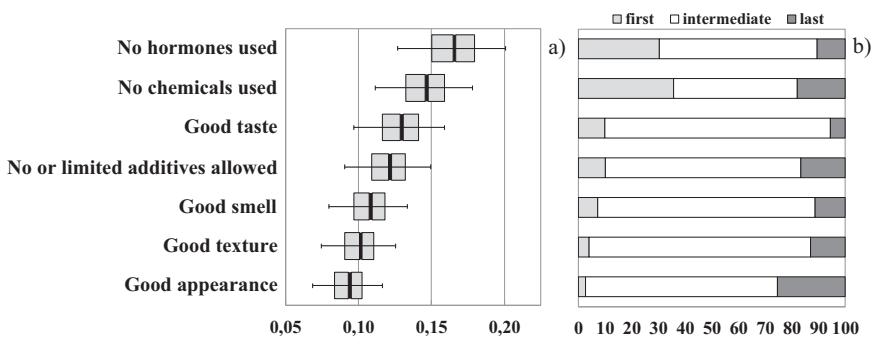 first intermediate last
No hormones used
a)
b)
No chemicals used
Good taste
No or limited additives allowed
Good smell
Good texture
Good appearance
0,05 0,10 0,15 0,20
0 10 20 30 40 50 60 70 80 90 100